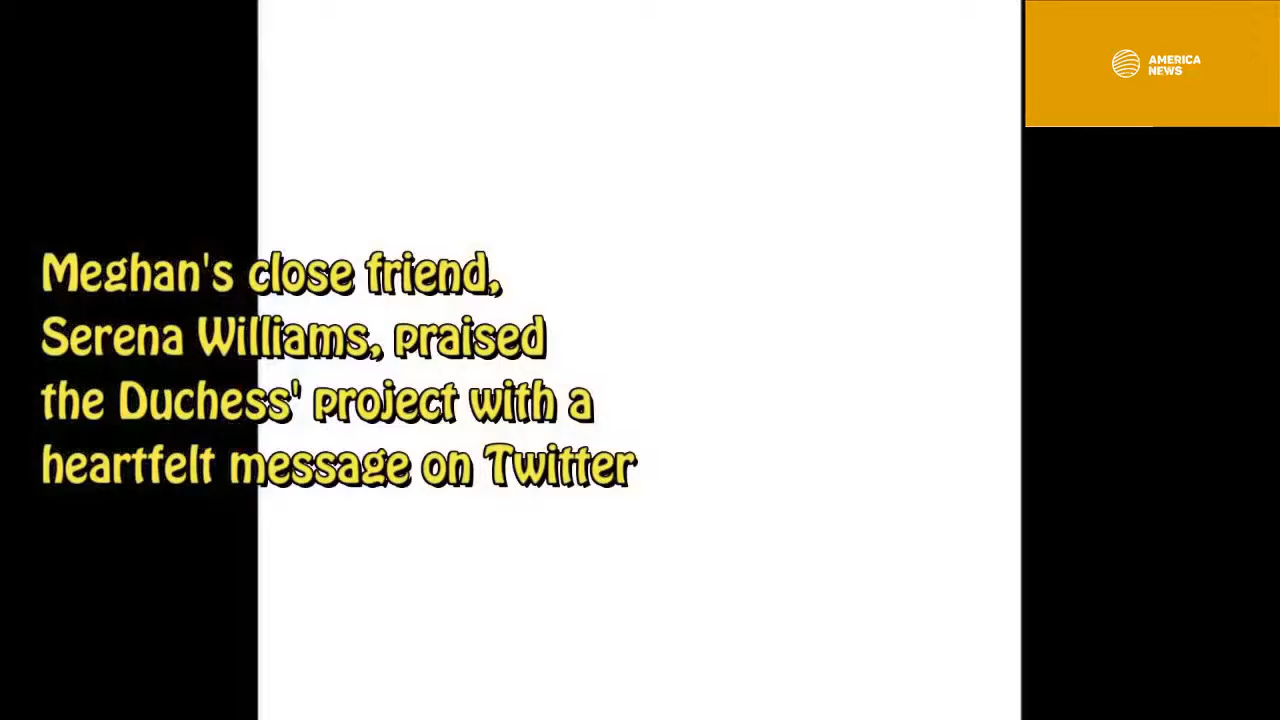 AMERICA
NEWS
Meghan's close friend,
Serena Williams, praised
the Duchess' project with a
heartfelt message on Twitter